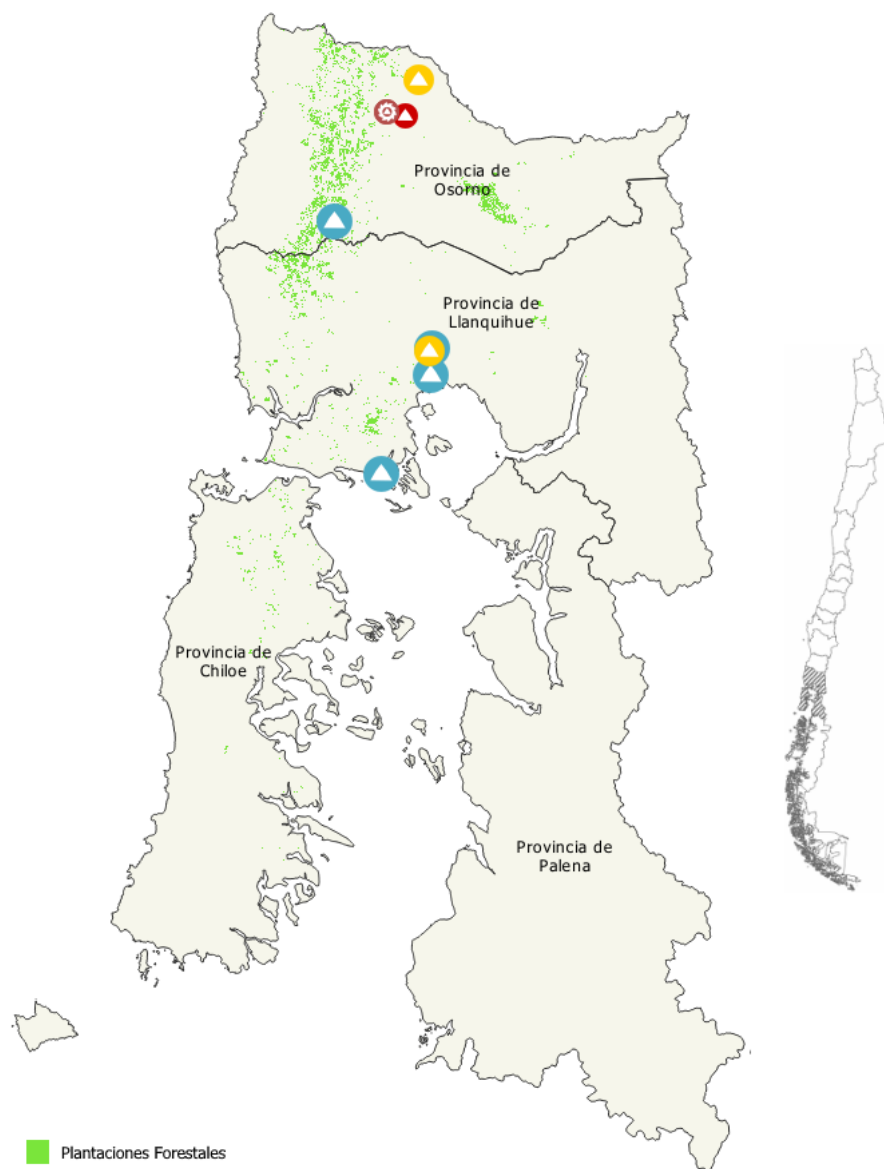 Provincia de
Osorno
Provincia de
Llanquihue
Provincia de
Chiloe
Provincia de
Palena
Plantaciones Forestales